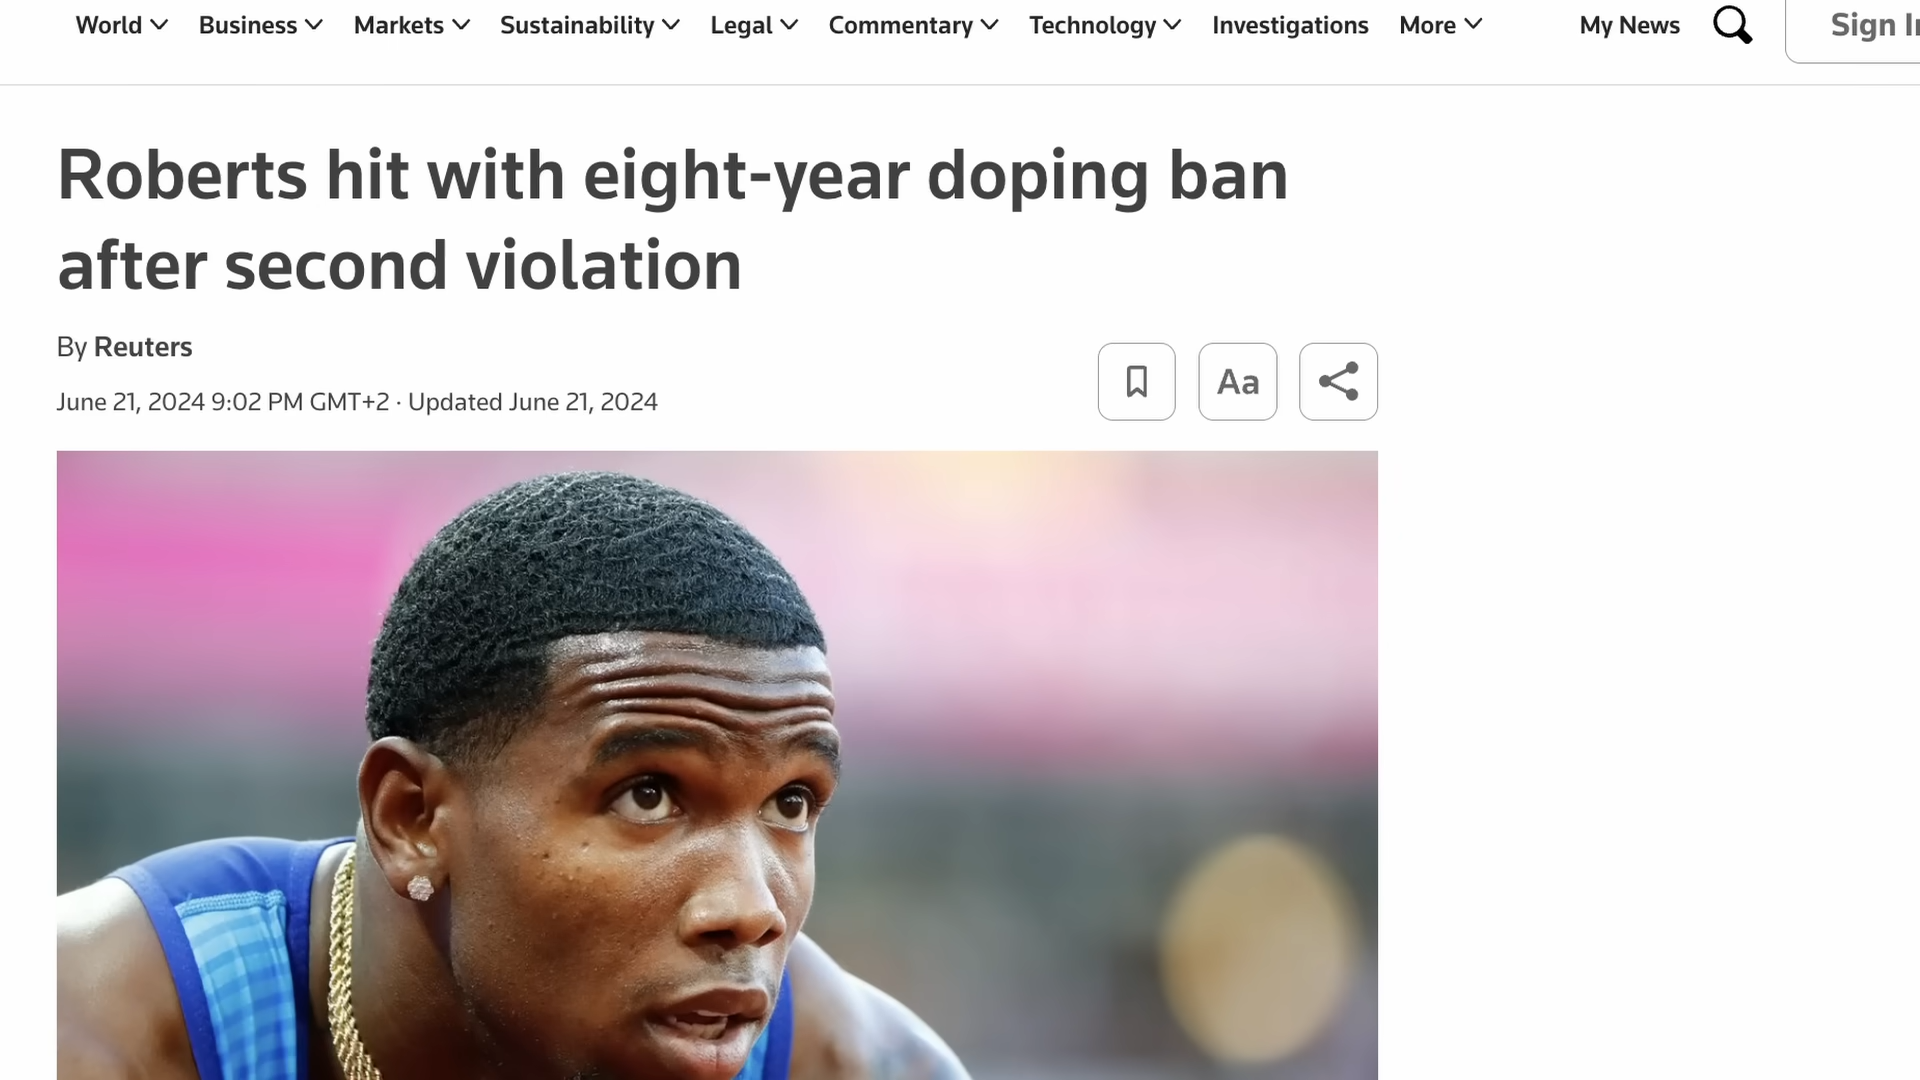 World Business Markets Sustainability Legal Commentary Technology Investigations More My News Sign
Roberts hit with eight-year doping ban
after second violation
By Reuters
June 21, 2024 9:02 PM GMT+2 · Updated June 21, 2024
Aa